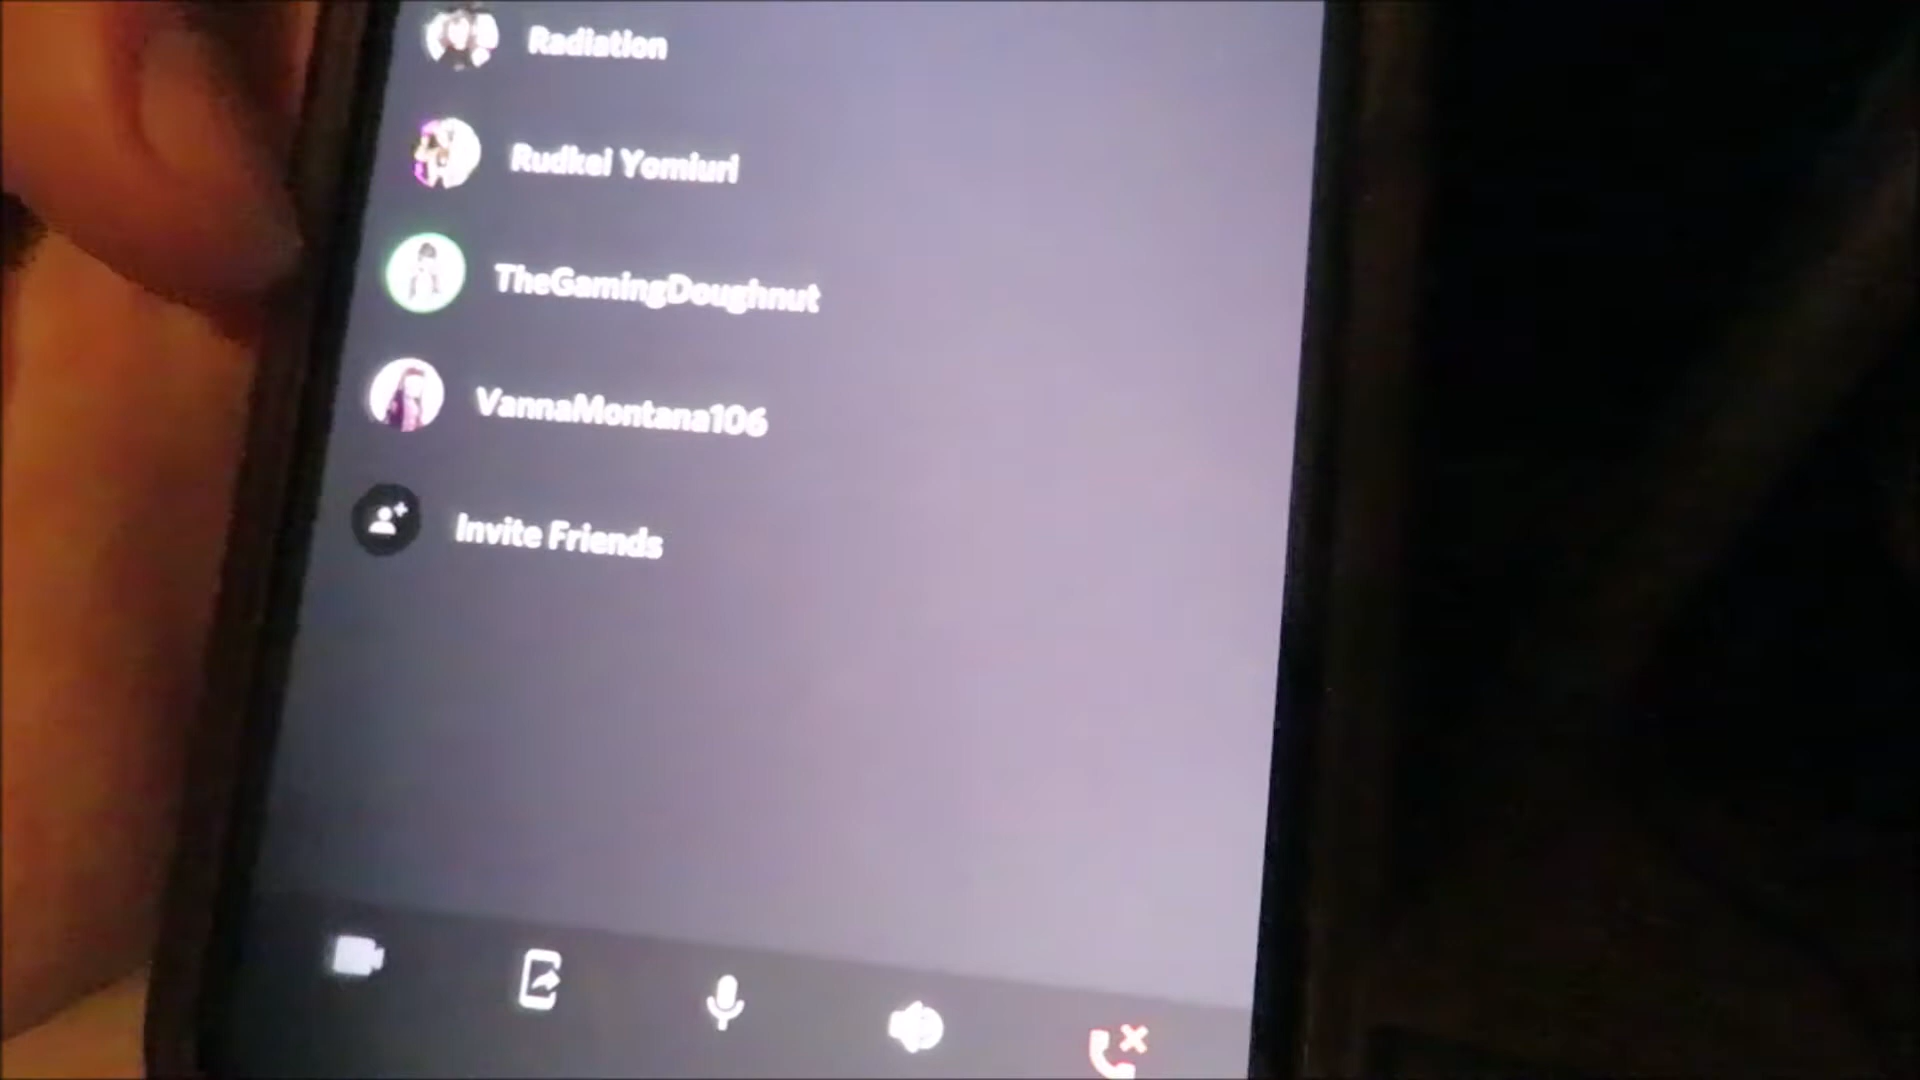 Radiation
Rudkei Yomiuri
TheGamingDoughnut
VannaMontana106
Invite Friends